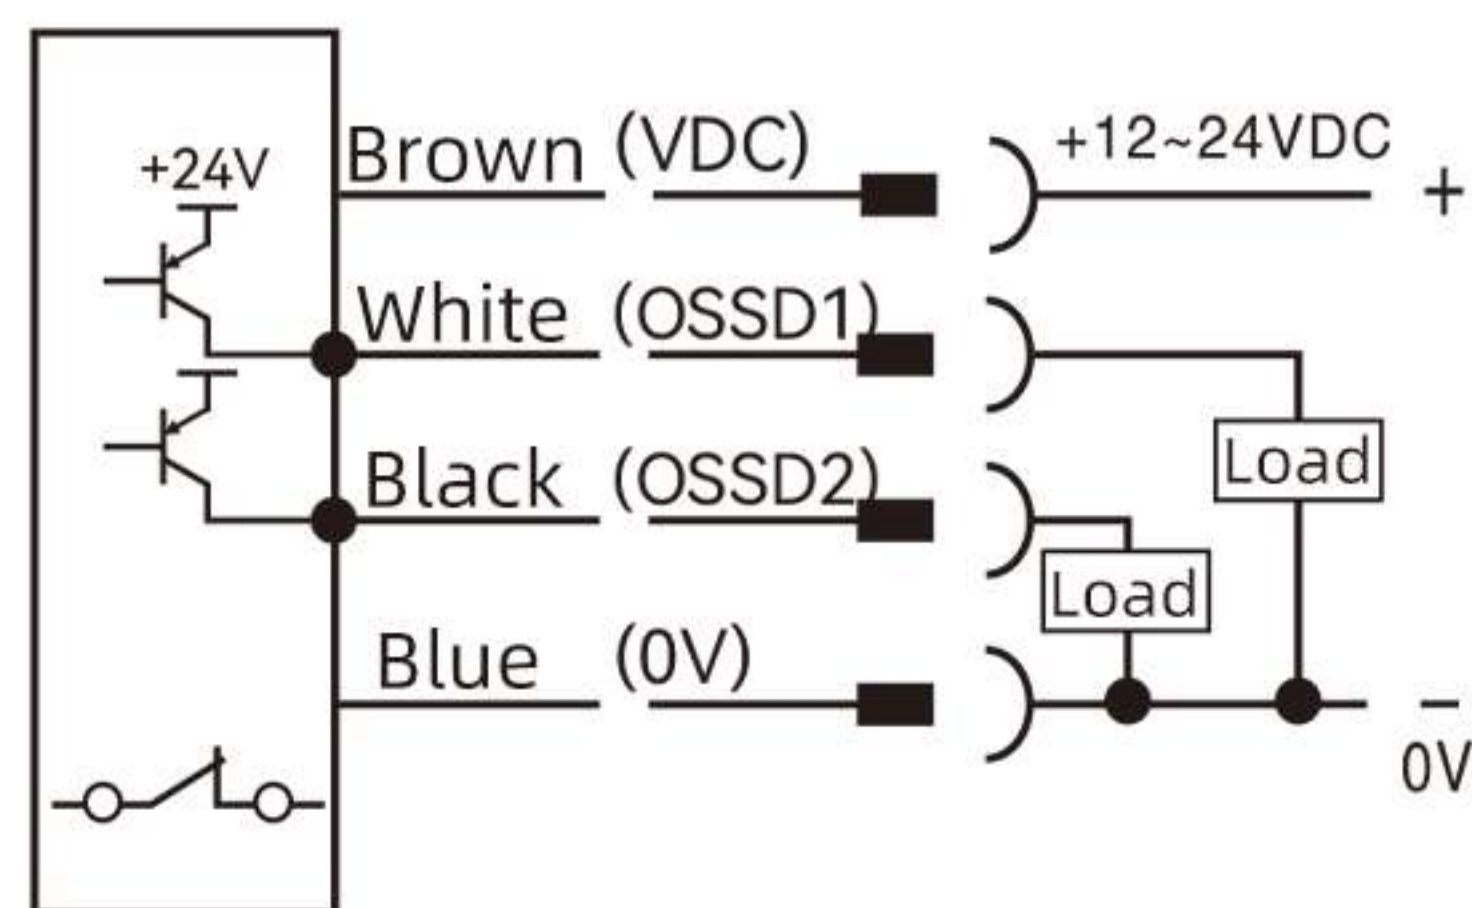 +24V
Brown (VDC)
+12~24VDC
+
White (OSSD1)
Load
Black (OSSD2)
Load
Blue (0V)
−
0V